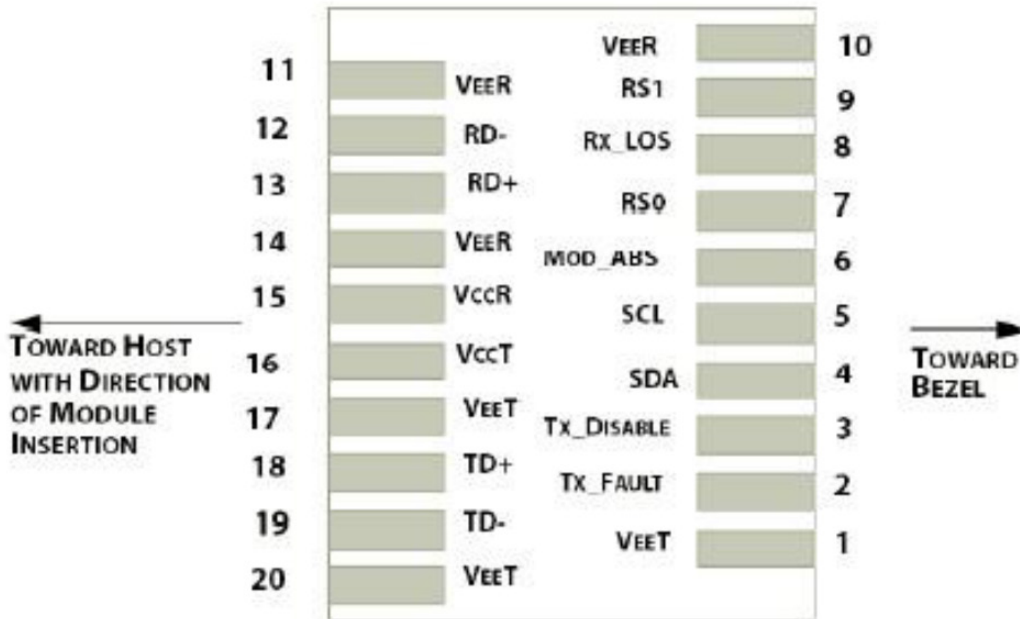 11 VEER
12 RD-
13 RD+
14 VEER
15 VCCR
16 VCCT
17 VEET
18 TD+
19 TD-
20 VEET
TOWARD HOST
WITH DIRECTION
OF MODULE
INSERTION
VEER 10
RS1 9
RX_LOS 8
RS0 7
MOD_ABS 6
SCL 5
SDA 4
TX_DISABLE 3
TX_FAULT 2
VEET 1
TOWARD
BEZEL